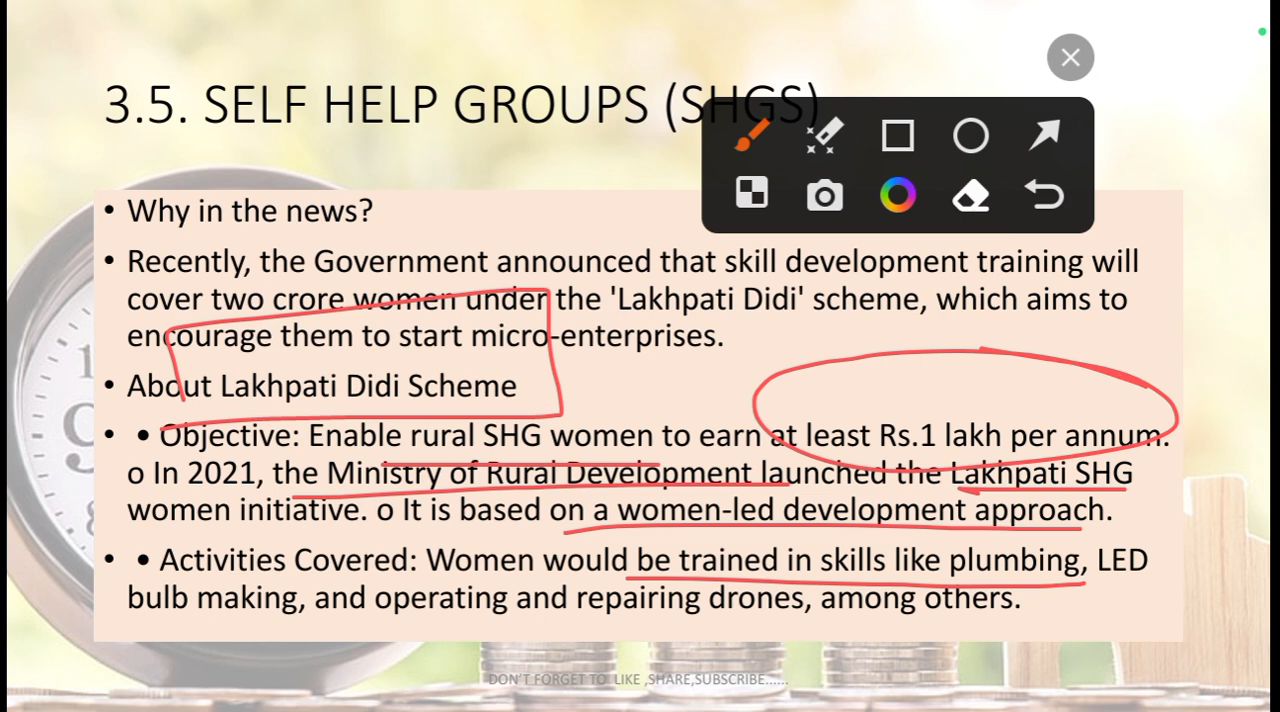 3.5. SELF HELP GROUPS (SHGS)
• Why in the news?
• Recently, the Government announced that skill development training will
cover two crore women under the 'Lakhpati Didi' scheme, which aims to
encourage them to start micro-enterprises.
• About Lakhpati Didi Scheme
• • Objective: Enable rural SHG women to earn at least Rs.1 lakh per annum.
o In 2021, the Ministry of Rural Development launched the Lakhpati SHG
women initiative. o It is based on a women-led development approach.
• • Activities Covered: Women would be trained in skills like plumbing, LED
bulb making, and operating and repairing drones, among others.
DON'T FORGET TO LIKE ,SHARE,SUBSCRIBE......